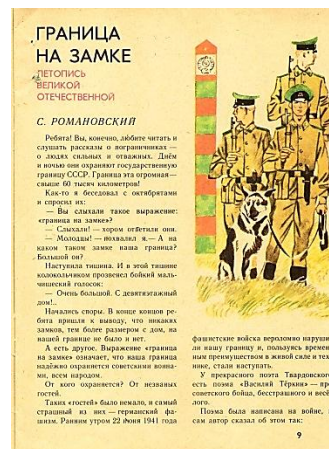 ГРАНИЦА
НА ЗАМКЕ
ЛЕТОПИСЬ
ВЕЛИКОЙ
ОТЕЧЕСТВЕННОЙ
С. РОМАНОВСКИЙ
Ребята! Вы, конечно, любите читать и
слушать рассказы о пограничниках —
о людях сильных и отважных. Днём
и ночью они охраняют государственную
границу СССР. Граница эта огромная —
свыше 60 тысяч километров!
Как-то я беседовал с октябрятами
и спросил их:
— Вы слыхали такое выражение:
«граница на замке»?
— Слыхали! — хором ответили они.
— Молодцы! — похвалил я. — А на
каком таком замке наша граница?
Большой он?
Наступила тишина. И в этой тишине
колокольчиком прозвенел бойкий маль-
чишеский голосок:
— Очень большой. С девятиэтажный
дом!..
Начались споры. В конце концов ре-
бята пришли к выводу, что никаких
замков, тем более размером с дом, на
нашей границе не было и нет.
А есть другое. Выражение «граница
на замке» означает, что наша граница
надёжно охраняется советскими воина-
ми, всем народом.
От кого охраняется? От незваных
гостей.
Таких «гостей» было немало, и самый
страшный из них — германский фа-
шизм. Ранним утром 22 июня 1941 года
фашистские войска вероломно наруши-
ли нашу границу и, пользуясь времен-
ным преимуществом в живой силе и тех-
нике, стали наступать.
У прекрасного поэта Твардовского
есть поэма «Василий Тёркин» — про
советского бойца, бесстрашного и весё-
лого.
Поэма была написана на войне,
сам автор сказал об этом так:
9